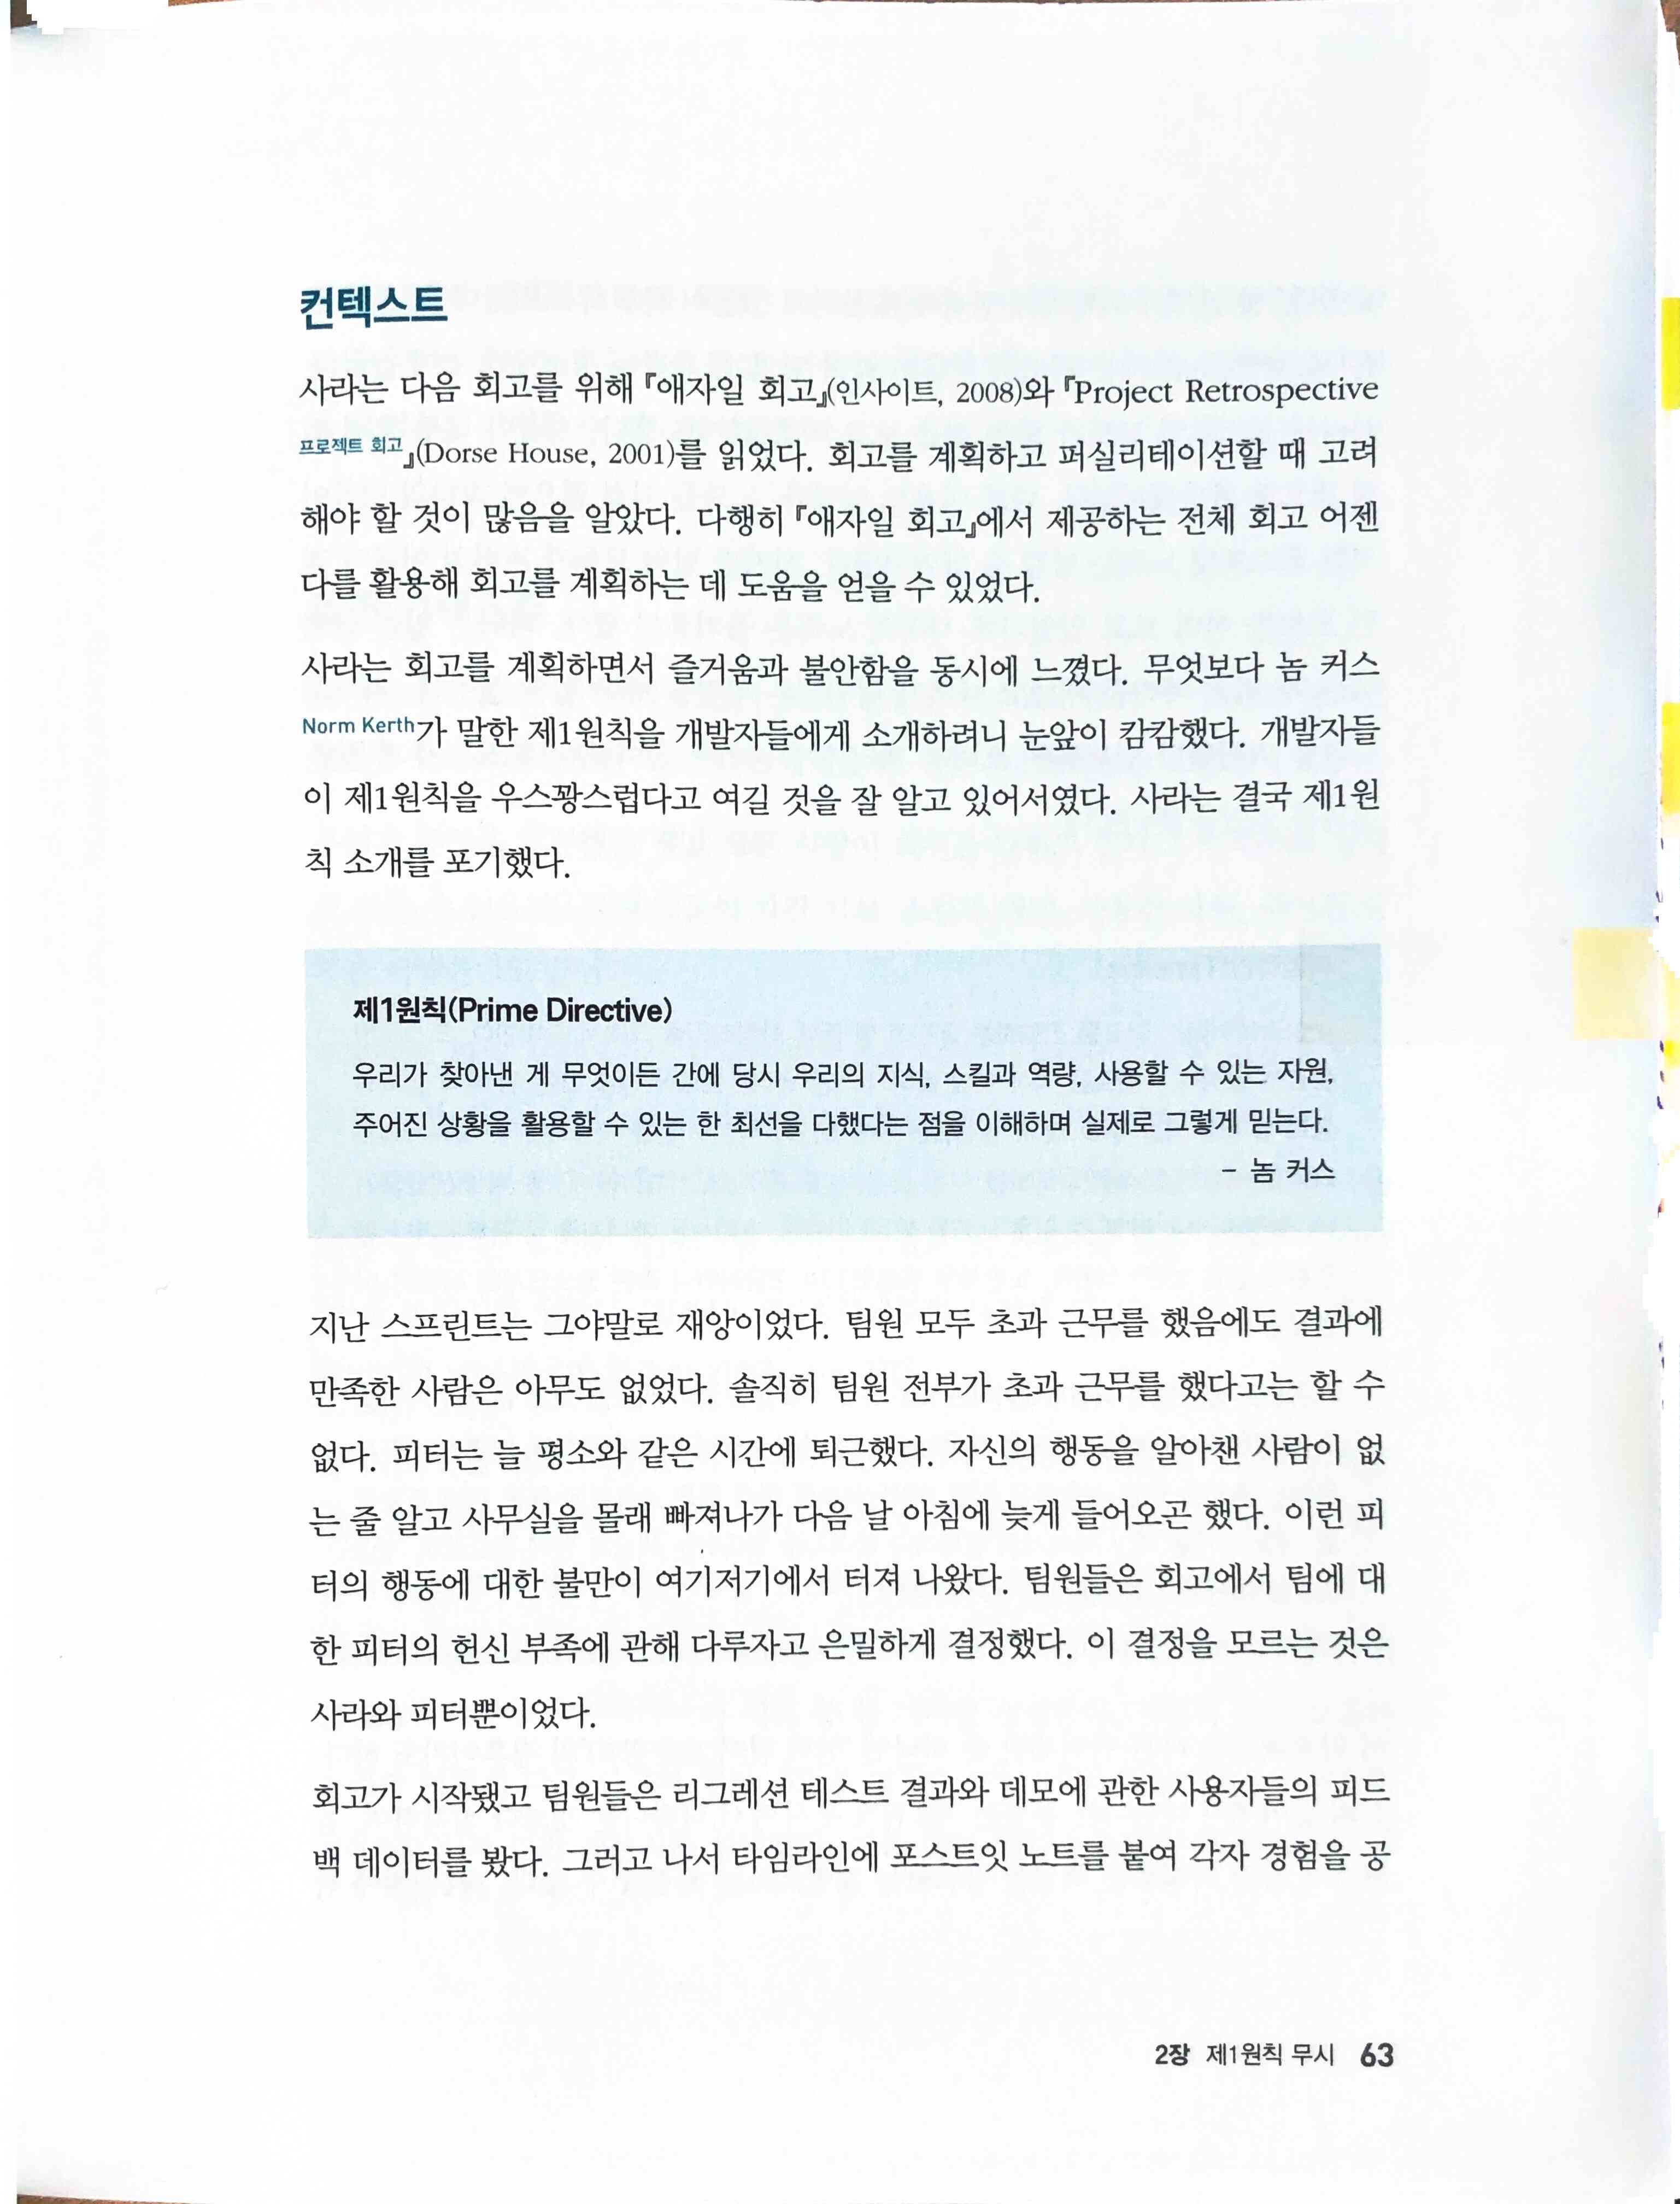 컨텍스트
사라는 다음 회고를 위해 『애자일 회고』(인사이트, 2008)와 『Project Retrospective
프로젝트 회고』(Dorse House, 2001)를 읽었다. 회고를 계획하고 퍼실리테이션할 때 고려
해야 할 것이 많음을 알았다. 다행히 『애자일 회고』에서 제공하는 전체 회고 어젠
다를 활용해 회고를 계획하는 데 도움을 얻을 수 있었다.
사라는 회고를 계획하면서 즐거움과 불안함을 동시에 느꼈다. 무엇보다 놈 커스
Norm Kerth가 말한 제1원칙을 개발자들에게 소개하려니 눈앞이 캄캄했다. 개발자들
이 제1원칙을 우스꽝스럽다고 여길 것을 잘 알고 있어서였다. 사라는 결국 제1원
칙 소개를 포기했다.
제1원칙(Prime Directive)
우리가 찾아낸 게 무엇이든 간에 당시 우리의 지식, 스킬과 역량, 사용할 수 있는 자원,
주어진 상황을 활용할 수 있는 한 최선을 다했다는 점을 이해하며 실제로 그렇게 믿는다.
– 놈 커스
지난 스프린트는 그야말로 재앙이었다. 팀원 모두 초과 근무를 했음에도 결과에
만족한 사람은 아무도 없었다. 솔직히 팀원 전부가 초과 근무를 했다고는 할 수
없다. 피터는 늘 평소와 같은 시간에 퇴근했다. 자신의 행동을 알아챈 사람이 없
는 줄 알고 사무실을 몰래 빠져나가 다음 날 아침에 늦게 들어오곤 했다. 이런 피
터의 행동에 대한 불만이 여기저기에서 터져 나왔다. 팀원들은 회고에서 팀에 대
한 피터의 헌신 부족에 관해 다루자고 은밀하게 결정했다. 이 결정을 모르는 것은
사라와 피터뿐이었다.
회고가 시작됐고 팀원들은 리그레션 테스트 결과와 데모에 관한 사용자들의 피드
백 데이터를 봤다. 그러고 나서 타임라인에 포스트잇 노트를 붙여 각자 경험을 공
2장 제1원칙 무시 63